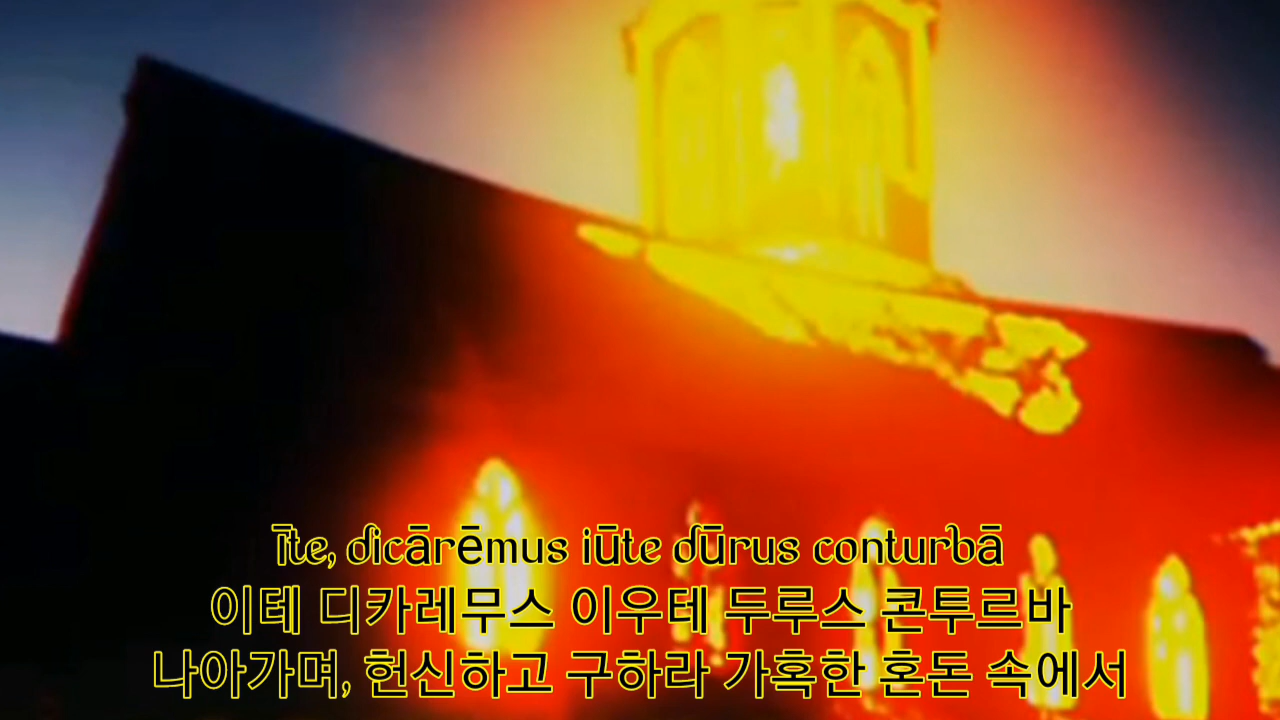 īte, dicārēmus iūte dūrus conturbā
이테 디카레무스 이우테 두루스 콘투르바
나아가며, 헌신하고 구하라 가혹한 혼돈 속에서